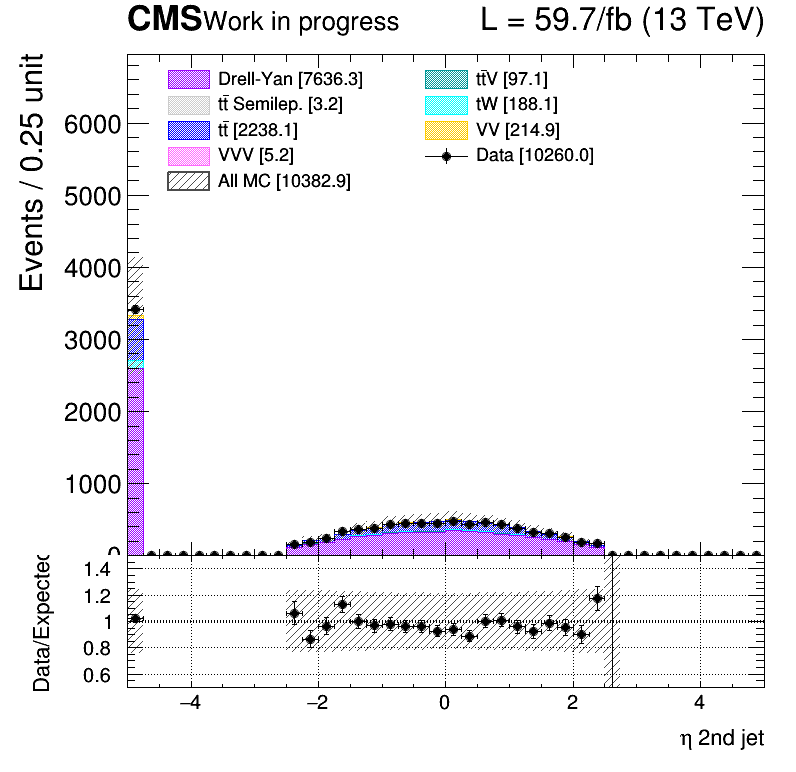 CMS Work in progress L = 59.7/fb (13 TeV)
Events / 0.25 unit
Drell-Yan [7636.3]
tt̄ Semilep. [3.2]
tt̄ [2238.1]
VVV [5.2]
All MC [10382.9]
tt̄V [97.1]
tW [188.1]
VV [214.9]
Data [10260.0]
6000
5000
4000
3000
2000
1000
0
Data/Expected
1.4
1.2
1
0.8
0.6
−4 −2 0 2 4
η 2nd jet